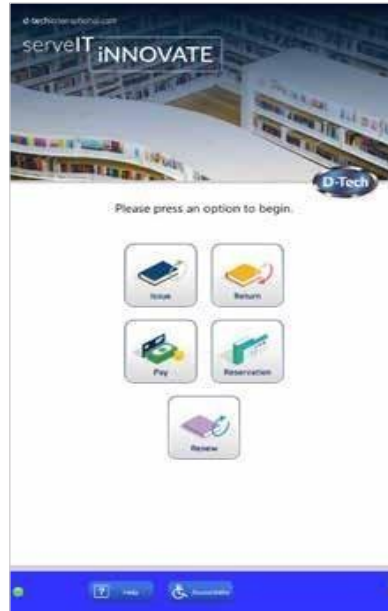 d-techinternational.com
serveIT iNNOVATE
D-Tech
Please press an option to begin.
Issue Return
Pay Reservation
Renew
? Help Accessibility